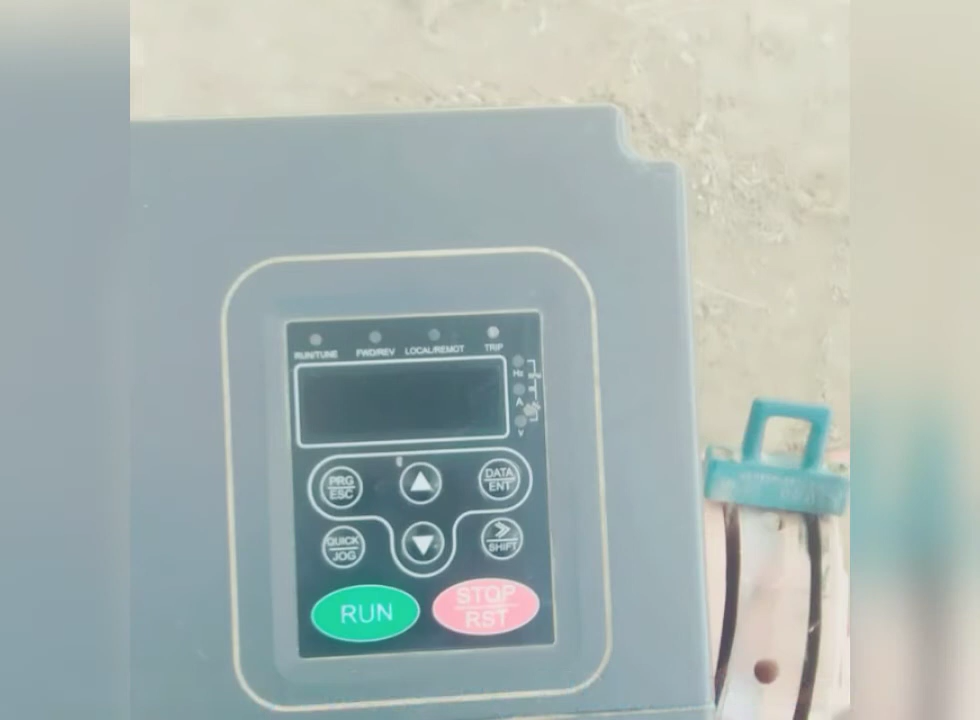 RUN/TUNE FWD/REV LOCAL/REMOT TRIP
Hz
A
V
PRG
ESC
DATA
ENT
QUICK
JOG
SHIFT
RUN
STOP
RST